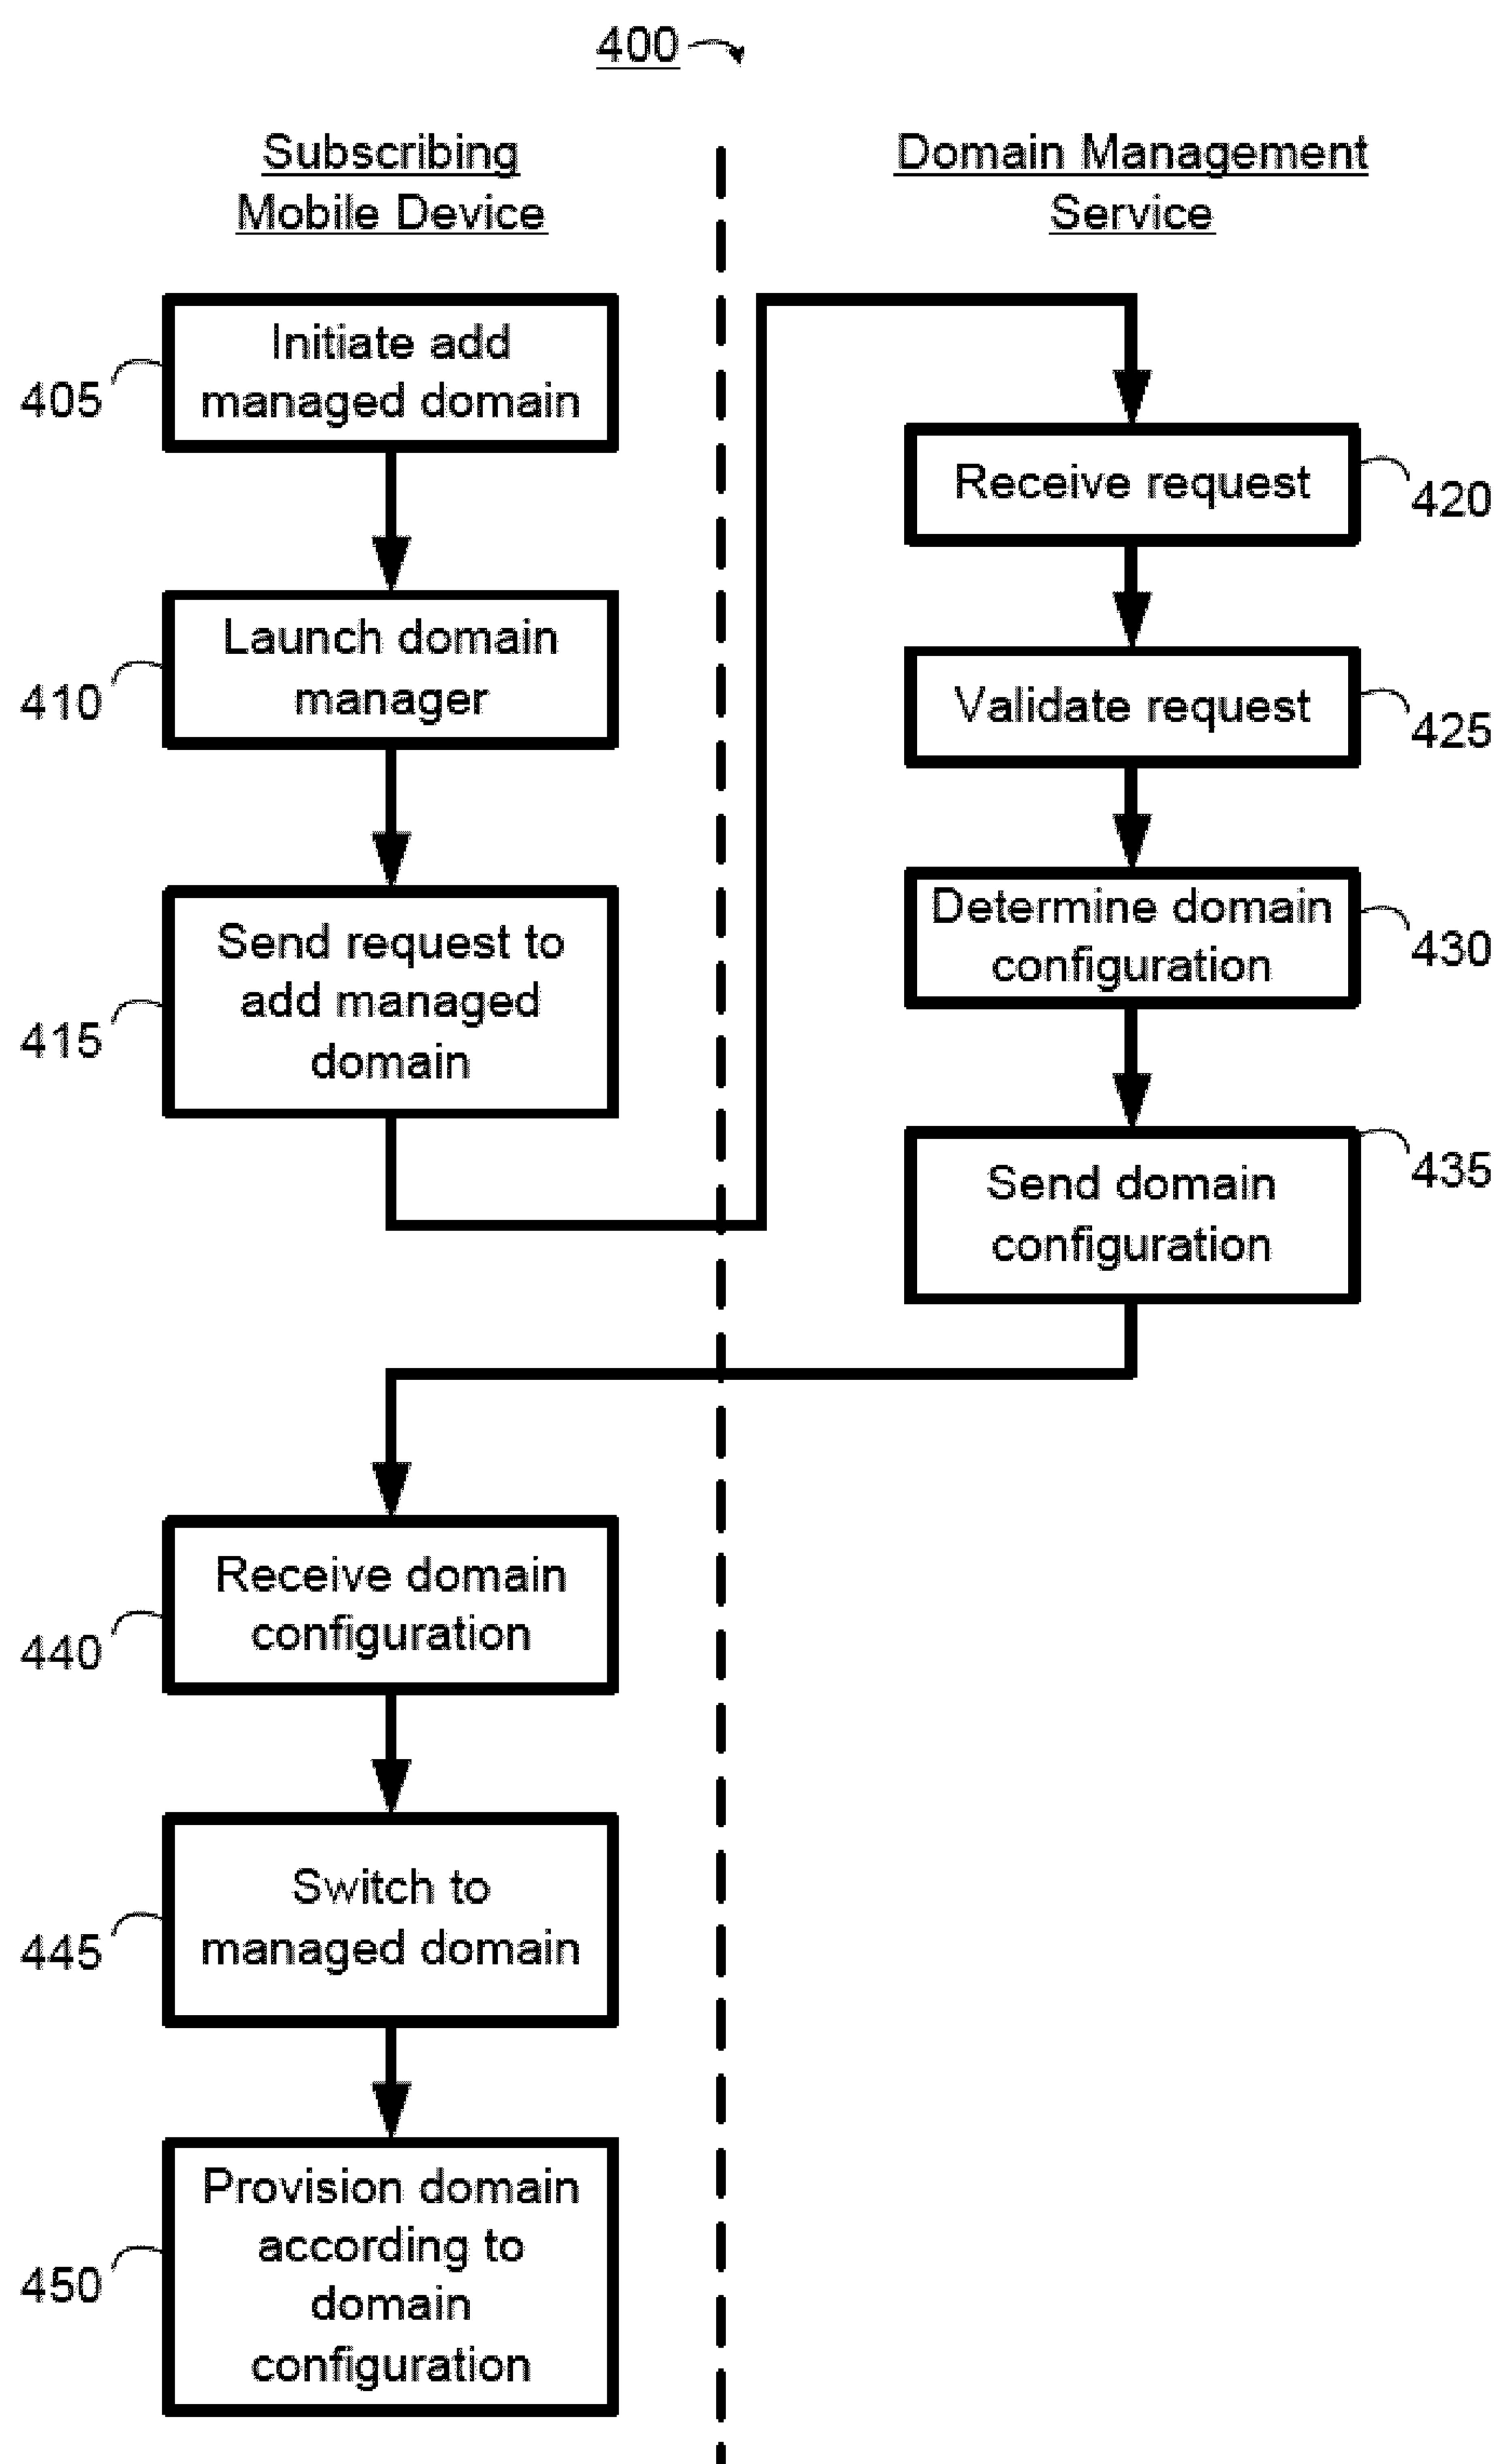 400
Subscribing
Mobile Device
Domain Management
Service
Initiate add
managed domain
405
Launch domain
manager
410
Send request to
add managed
domain
415
Receive request
420
Validate request
425
Determine domain
configuration
430
Send domain
configuration
435
Receive domain
configuration
440
Switch to
managed domain
445
Provision domain
according to
domain
configuration
450